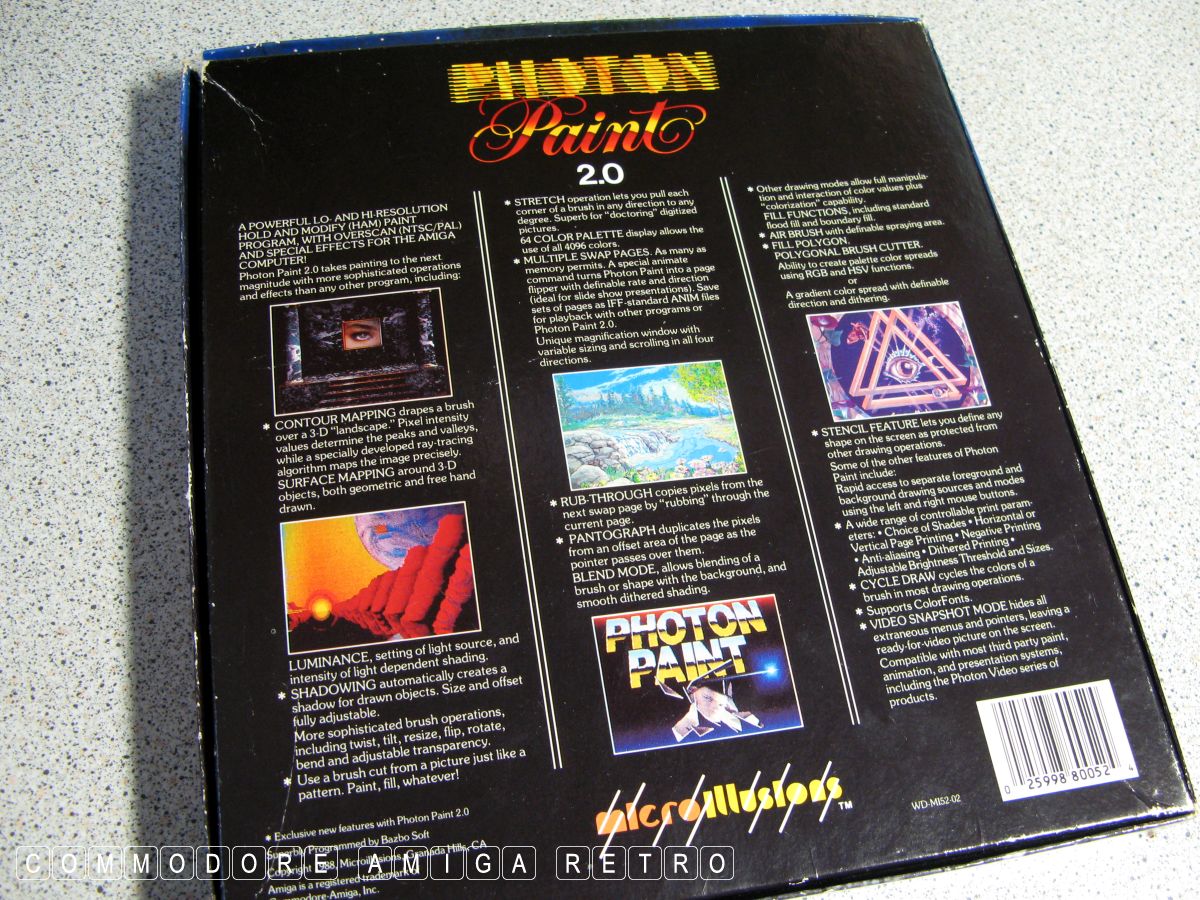 PHOTON
Paint
2.0
A POWERFUL LO- AND HI-RESOLUTION
HOLD AND MODIFY (HAM) PAINT
PROGRAM, WITH OVERSCAN (NTSC/PAL)
AND SPECIAL EFFECTS FOR THE AMIGA
COMPUTER!
Photon Paint 2.0 takes painting to the next
magnitude with more sophisticated operations
and effects than any other program, including:
* CONTOUR MAPPING drapes a brush
over a 3-D "landscape." Pixel intensity
values determine the peaks and valleys,
while a specially developed ray-tracing
algorithm maps the image precisely.
SURFACE MAPPING around 3-D
objects, both geometric and free hand
drawn.
LUMINANCE, setting of light source, and
intensity of light dependent shading.
* SHADOWING automatically creates a
shadow for drawn objects. Size and offset
fully adjustable.
More sophisticated brush operations,
including twist, tilt, resize, flip, rotate,
bend and adjustable transparency.
* Use a brush cut from a picture just like a
pattern. Paint, fill, whatever!
* Exclusive new features with Photon Paint 2.0
Superbly Programmed by Bazbo Soft
Copyright 1988, Microillusions, Granada Hills, CA
Amiga is a registered trademark of
Commodore-Amiga, Inc.
* STRETCH operation lets you pull each
corner of a brush in any direction to any
degree. Superb for "doctoring" digitized
pictures.
64 COLOR PALETTE display allows the
use of all 4096 colors.
* MULTIPLE SWAP PAGES. As many as
memory permits. A special animate
command turns Photon Paint into a page
flipper with definable rate and direction
(ideal for slide show presentations). Save
sets of pages as IFF-standard ANIM files
for playback with other programs or
Photon Paint 2.0.
Unique magnification window with
variable sizing and scrolling in all four
directions.
* RUB-THROUGH copies pixels from the
next swap page by "rubbing" through the
current page.
* PANTOGRAPH duplicates the pixels
from an offset area of the page as the
pointer passes over them.
BLEND MODE, allows blending of a
brush or shape with the background, and
smooth dithered shading.
PHOTON
PAINT
microillusions TM
* Other drawing modes allow full manipula-
tion and interaction of color values plus
"colorization" capability.
FILL FUNCTIONS, including standard
flood fill and boundary fill.
* AIR BRUSH with definable spraying area.
* FILL POLYGON.
POLYGONAL BRUSH CUTTER.
Ability to create palette color spreads
using RGB and HSV functions.
or
A gradient color spread with definable
direction and dithering.
* STENCIL FEATURE lets you define any
shape on the screen as protected from
other drawing operations.
Some of the other features of Photon
Paint include:
Rapid access to separate foreground and
background drawing sources and modes
using the left and right mouse buttons.
* A wide range of controllable print param-
eters: • Choice of Shades • Horizontal or
Vertical Page Printing • Negative Printing
• Anti-aliasing • Dithered Printing •
Adjustable Brightness Threshold and Sizes.
* CYCLE DRAW cycles the colors of a
brush in most drawing operations.
* Supports ColorFonts.
* VIDEO SNAPSHOT MODE hides all
extraneous menus and pointers, leaving a
ready-for-video picture on the screen.
Compatible with most third party paint,
animation, and presentation systems,
including the Photon Video series of
products.
WD-MI52-02
0 25998 80052 4
COMMODORE AMIGA RETRO